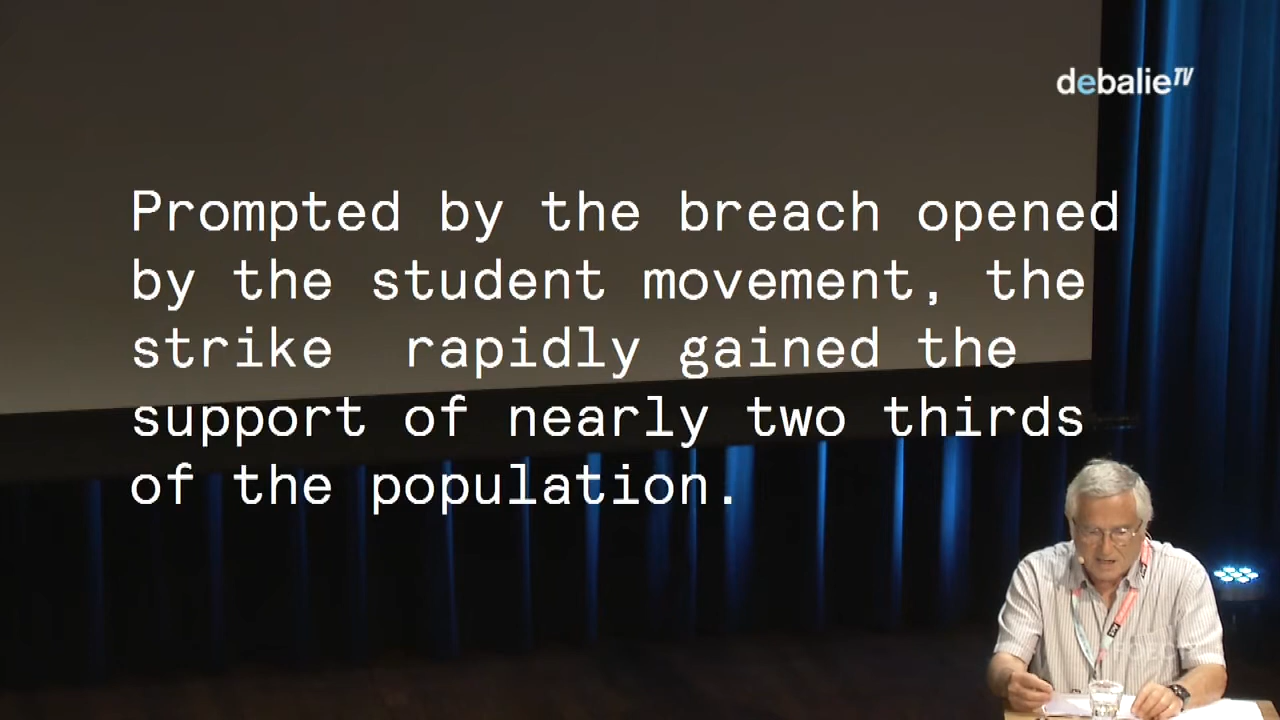 debalieTV
Prompted by the breach opened
by the student movement, the
strike  rapidly gained the
support of nearly two thirds
of the population.